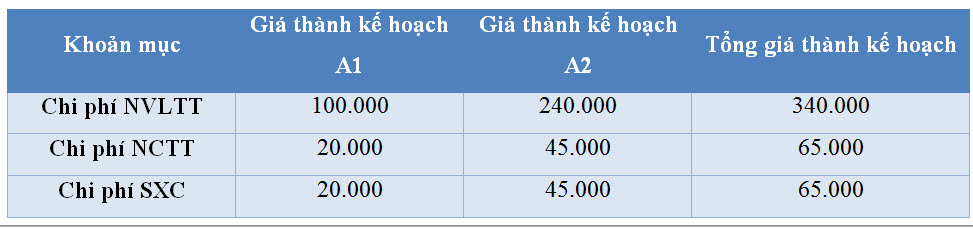 Khoản mục
Giá thành kế hoạch
A1
Giá thành kế hoạch
A2
Tổng giá thành kế hoạch
Chi phí NVLTT 100.000 240.000 340.000
Chi phí NCTT 20.000 45.000 65.000
Chi phí SXC 20.000 45.000 65.000